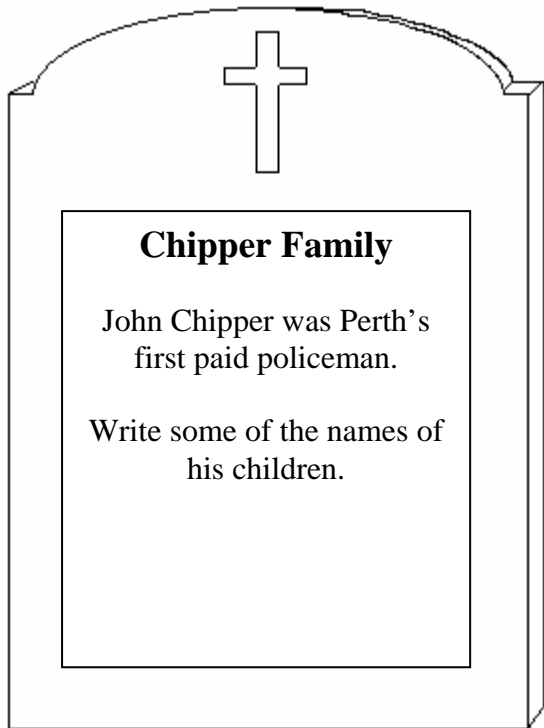 Chipper Family
John Chipper was Perth’s
first paid policeman.
Write some of the names of
his children.